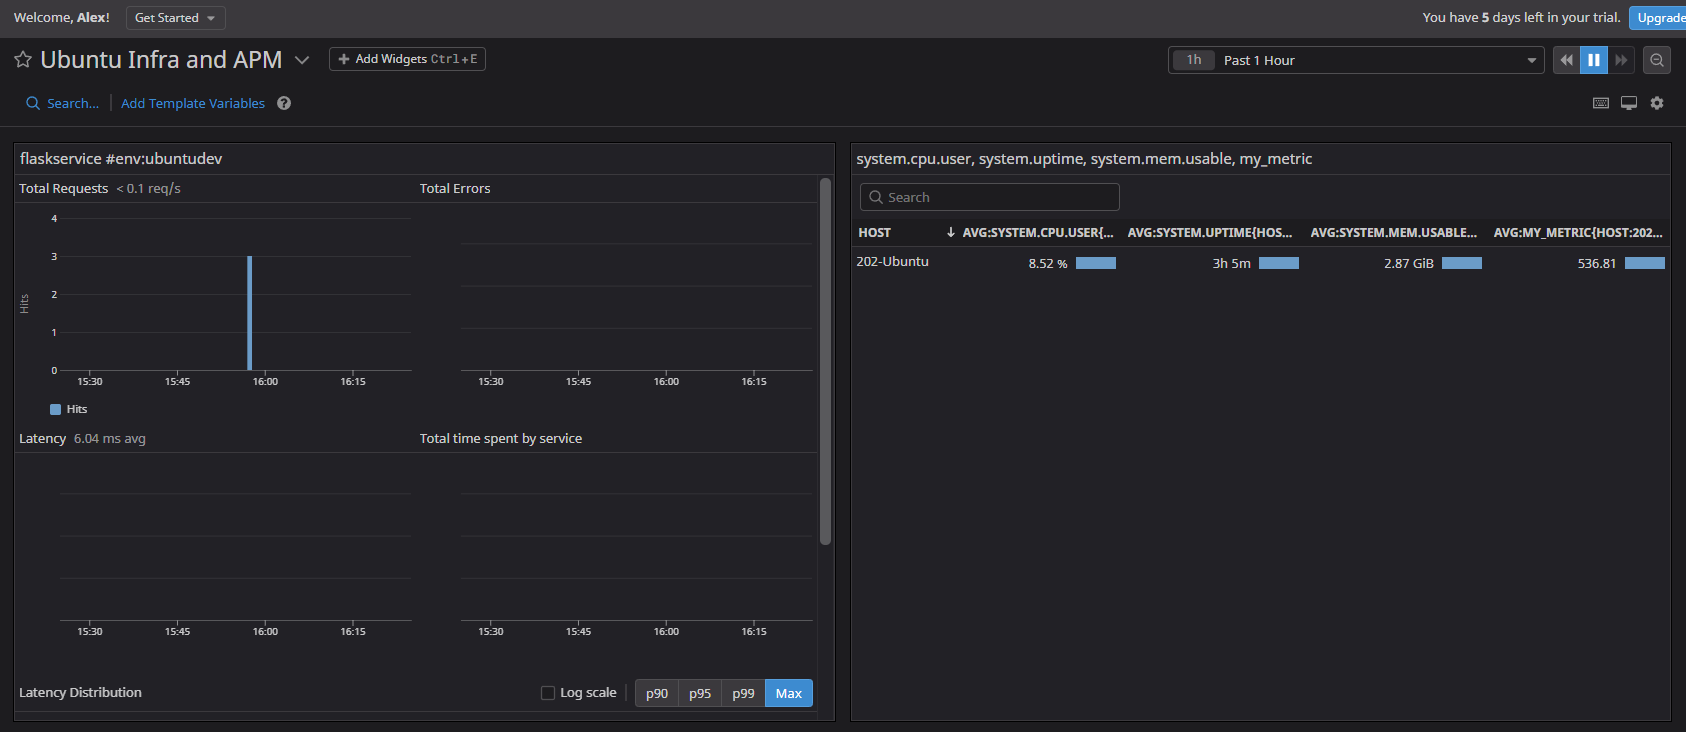 Welcome, Alex! Get Started You have 5 days left in your trial. Upgrade
Ubuntu Infra and APM Add Widgets Ctrl+E 1h Past 1 Hour
Search... Add Template Variables ?
flaskservice #env:ubuntudev
Total Requests < 0.1 req/s
4
3
2
1
0
Hits
15:30 15:45 16:00 16:15
Hits
Total Errors
15:30 15:45 16:00 16:15
Latency 6.04 ms avg
15:30 15:45 16:00 16:15
Total time spent by service
15:30 15:45 16:00 16:15
Latency Distribution Log scale p90 p95 p99 Max
system.cpu.user, system.uptime, system.mem.usable, my_metric
Search
HOST AVG:SYSTEM.CPU.USER{... AVG:SYSTEM.UPTIME{HOS... AVG:SYSTEM.MEM.USABLE... AVG:MY_METRIC{HOST:202...
202-Ubuntu 8.52 % 3h 5m 2.87 GiB 536.81